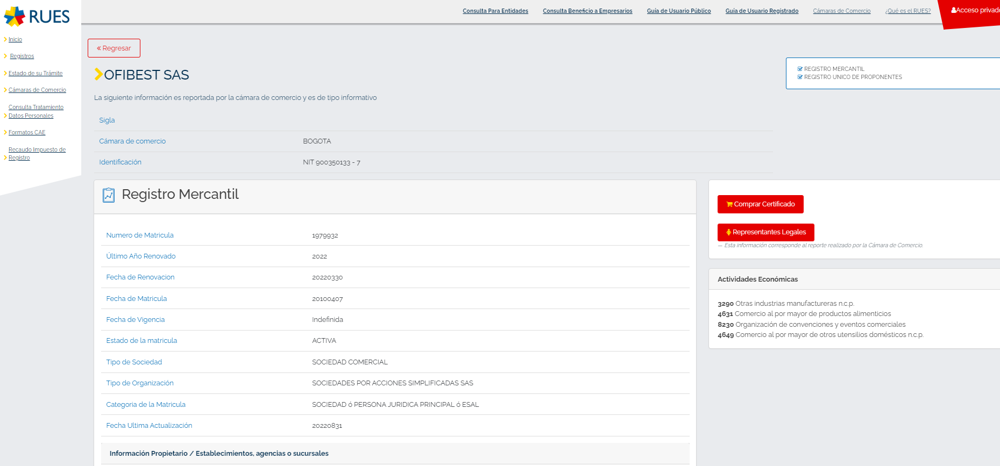 RUES
Consulta Para Entidades
Consulta Beneficio a Empresarios
Guía de Usuario Público
Guía de Usuario Registrado
Cámaras de Comercio
¿Qué es el RUES?
Acceso privado
Inicio
Registros
Estado de su Trámite
Cámaras de Comercio
Consulta Tratamiento
Datos Personales
Formatos CAE
Recaudo Impuesto de
Registro
« Regresar
OFIBEST SAS
REGISTRO MERCANTIL
REGISTRO UNICO DE PROPONENTES
La siguiente información es reportada por la cámara de comercio y es de tipo informativo
Sigla
Cámara de comercio BOGOTA
Identificación NIT 900350133 - 7
Registro Mercantil
Numero de Matricula 1979932
Último Año Renovado 2022
Fecha de Renovacion 20220330
Fecha de Matricula 20100407
Fecha de Vigencia Indefinida
Estado de la matricula ACTIVA
Tipo de Sociedad SOCIEDAD COMERCIAL
Tipo de Organización SOCIEDADES POR ACCIONES SIMPLIFICADAS SAS
Categoria de la Matricula SOCIEDAD ó PERSONA JURIDICA PRINCIPAL ó ESAL
Fecha Ultima Actualización 20220831
Información Propietario / Establecimientos, agencias o sucursales
Comprar Certificado
Representantes Legales
— Esta información corresponde al reporte realizado por la Cámara de Comercio.
Actividades Económicas
3290 Otras industrias manufactureras n.c.p.
4631 Comercio al por mayor de productos alimenticios
8230 Organización de convenciones y eventos comerciales
4649 Comercio al por mayor de otros utensilios domésticos n.c.p.